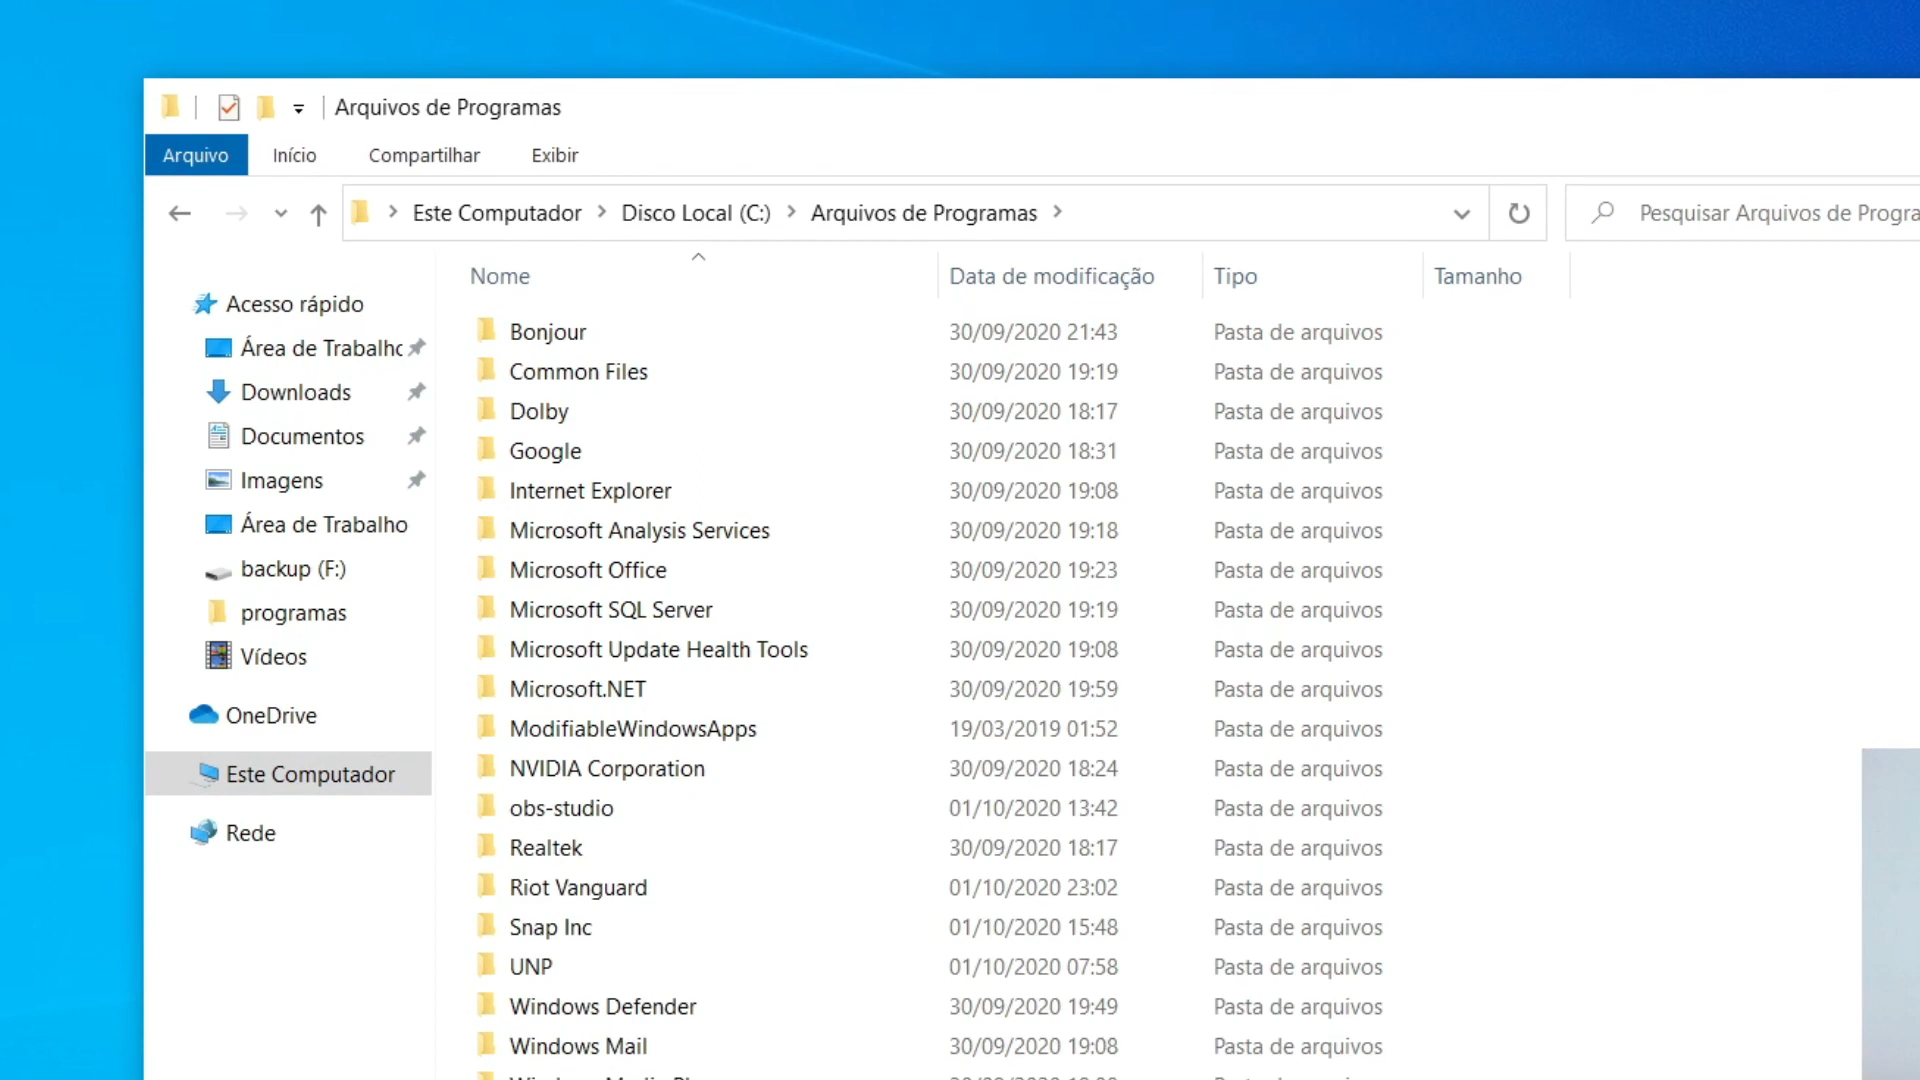 Arquivos de Programas
Arquivo Início Compartilhar Exibir
Este Computador Disco Local (C:) Arquivos de Programas Pesquisar Arquivos de
Nome Data de modificação Tipo Tamanho
Acesso rápido
Área de Trabalho
Downloads
Documentos
Imagens
Área de Trabalho
backup (F:)
programas
Vídeos
OneDrive
Este Computador
Rede
Bonjour 30/09/2020 21:43 Pasta de arquivos
Common Files 30/09/2020 19:19 Pasta de arquivos
Dolby 30/09/2020 18:17 Pasta de arquivos
Google 30/09/2020 18:31 Pasta de arquivos
Internet Explorer 30/09/2020 19:08 Pasta de arquivos
Microsoft Analysis Services 30/09/2020 19:18 Pasta de arquivos
Microsoft Office 30/09/2020 19:23 Pasta de arquivos
Microsoft SQL Server 30/09/2020 19:19 Pasta de arquivos
Microsoft Update Health Tools 30/09/2020 19:08 Pasta de arquivos
Microsoft.NET 30/09/2020 19:59 Pasta de arquivos
ModifiableWindowsApps 19/03/2019 01:52 Pasta de arquivos
NVIDIA Corporation 30/09/2020 18:24 Pasta de arquivos
obs-studio 01/10/2020 13:42 Pasta de arquivos
Realtek 30/09/2020 18:17 Pasta de arquivos
Riot Vanguard 01/10/2020 23:02 Pasta de arquivos
Snap Inc 01/10/2020 15:48 Pasta de arquivos
UNP 01/10/2020 07:58 Pasta de arquivos
Windows Defender 30/09/2020 19:49 Pasta de arquivos
Windows Mail 30/09/2020 19:08 Pasta de arquivos